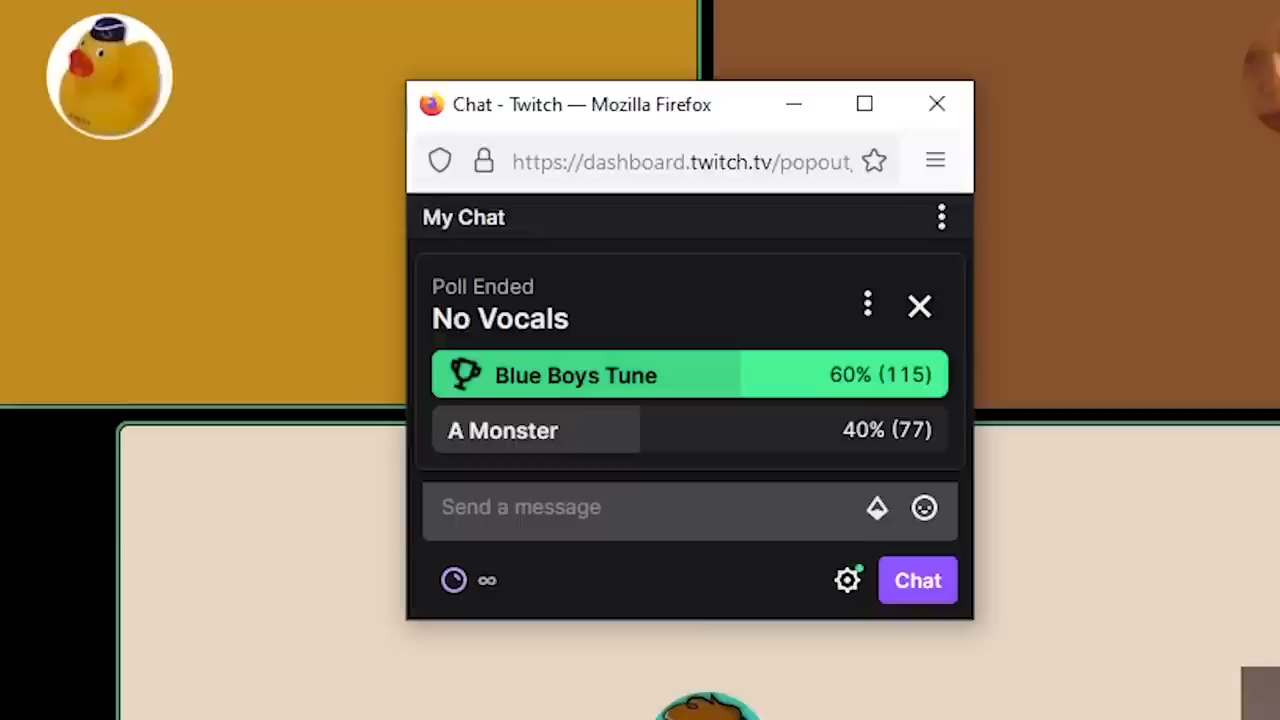 Chat - Twitch — Mozilla Firefox
https://dashboard.twitch.tv/popout
My Chat
Poll Ended
No Vocals
Blue Boys Tune 60% (115)
A Monster 40% (77)
Send a message
∞
Chat